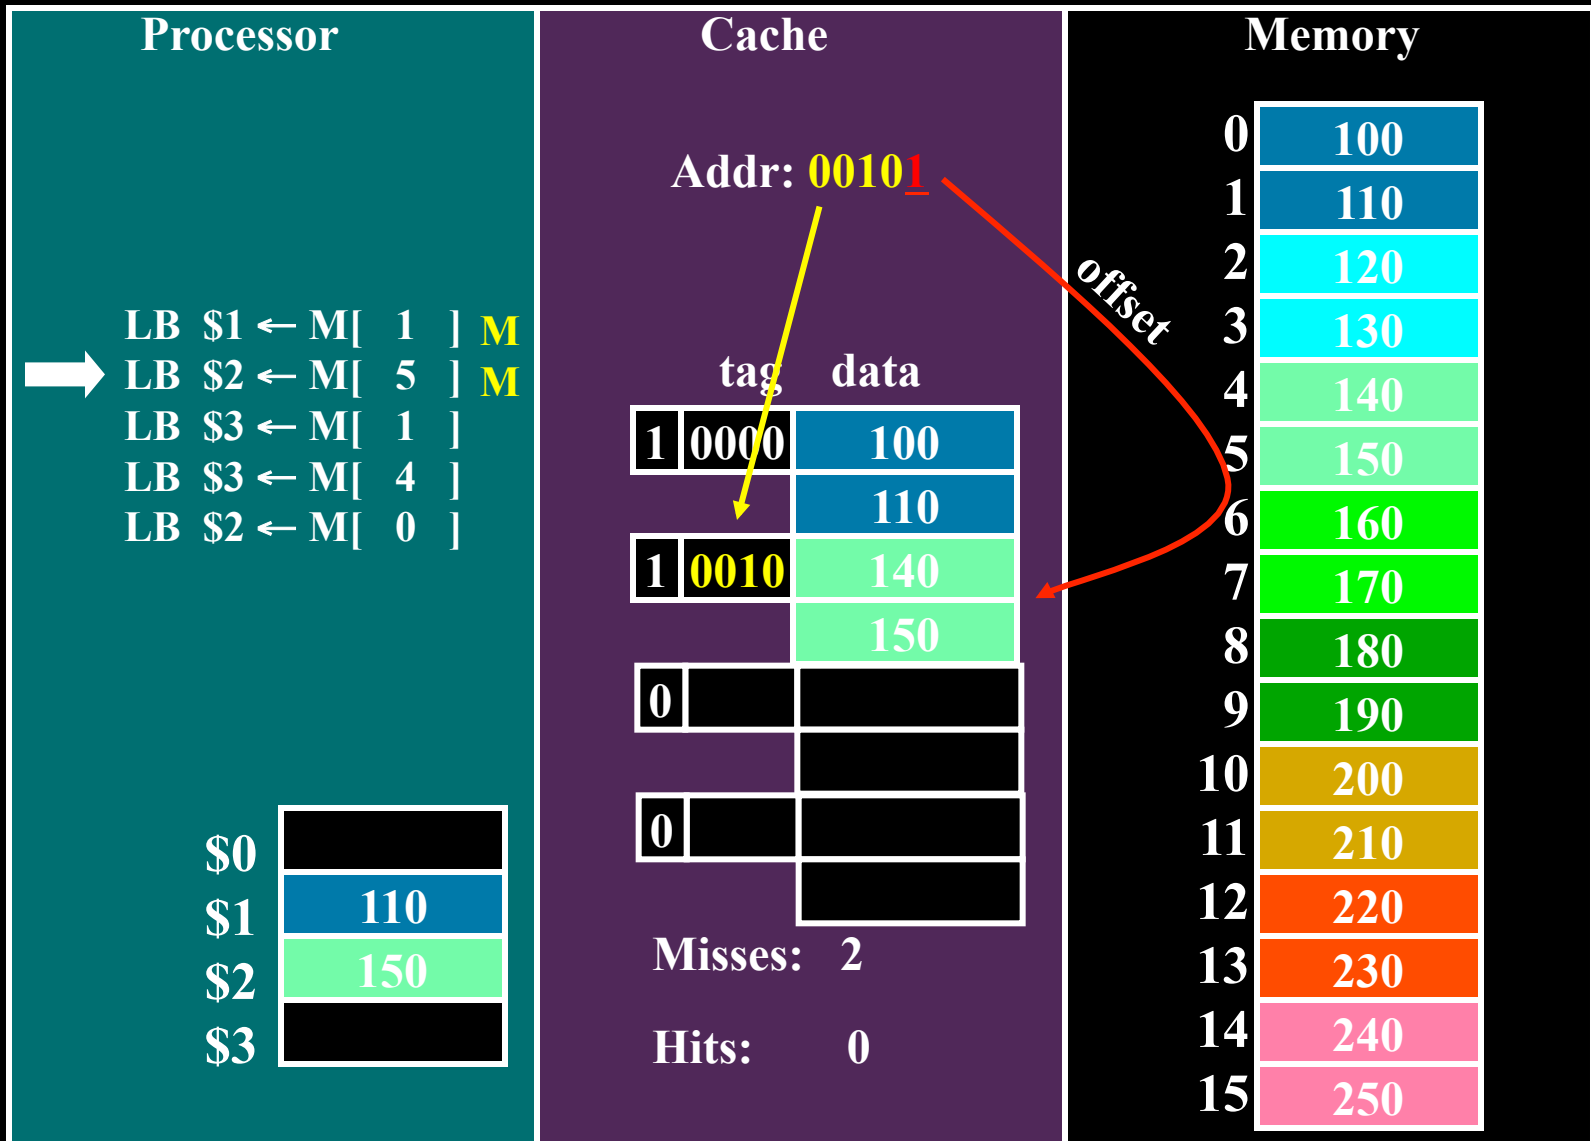 Processor
LB $1 ← M[ 1 ] M
LB $2 ← M[ 5 ] M
LB $3 ← M[ 1 ]
LB $3 ← M[ 4 ]
LB $2 ← M[ 0 ]
$0
$1 110
$2 150
$3
Cache
Addr: 00101
offset
tag data
1 0000 100
110
1 0010 140
150
0
0
Misses: 2
Hits: 0
Memory
0 100
1 110
2 120
3 130
4 140
5 150
6 160
7 170
8 180
9 190
10 200
11 210
12 220
13 230
14 240
15 250